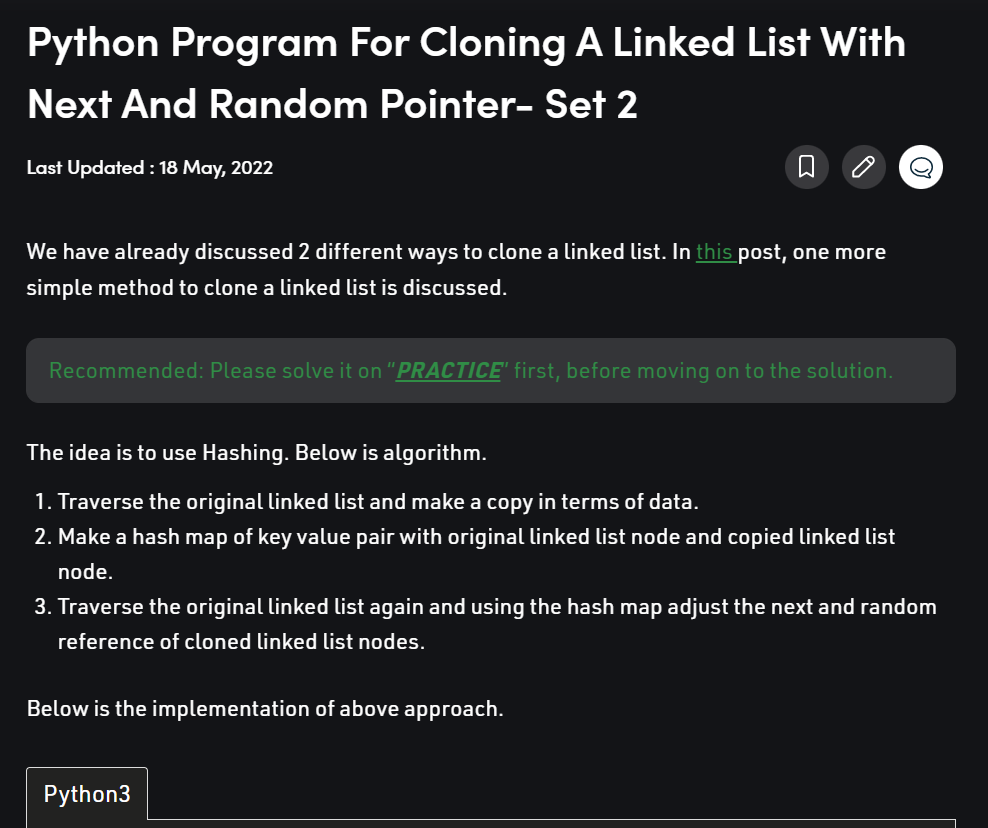 Python Program For Cloning A Linked List With
Next And Random Pointer- Set 2
Last Updated : 18 May, 2022
We have already discussed 2 different ways to clone a linked list. In this post, one more
simple method to clone a linked list is discussed.
Recommended: Please solve it on “PRACTICE” first, before moving on to the solution.
The idea is to use Hashing. Below is algorithm.
1. Traverse the original linked list and make a copy in terms of data.
2. Make a hash map of key value pair with original linked list node and copied linked list
node.
3. Traverse the original linked list again and using the hash map adjust the next and random
reference of cloned linked list nodes.
Below is the implementation of above approach.
Python3